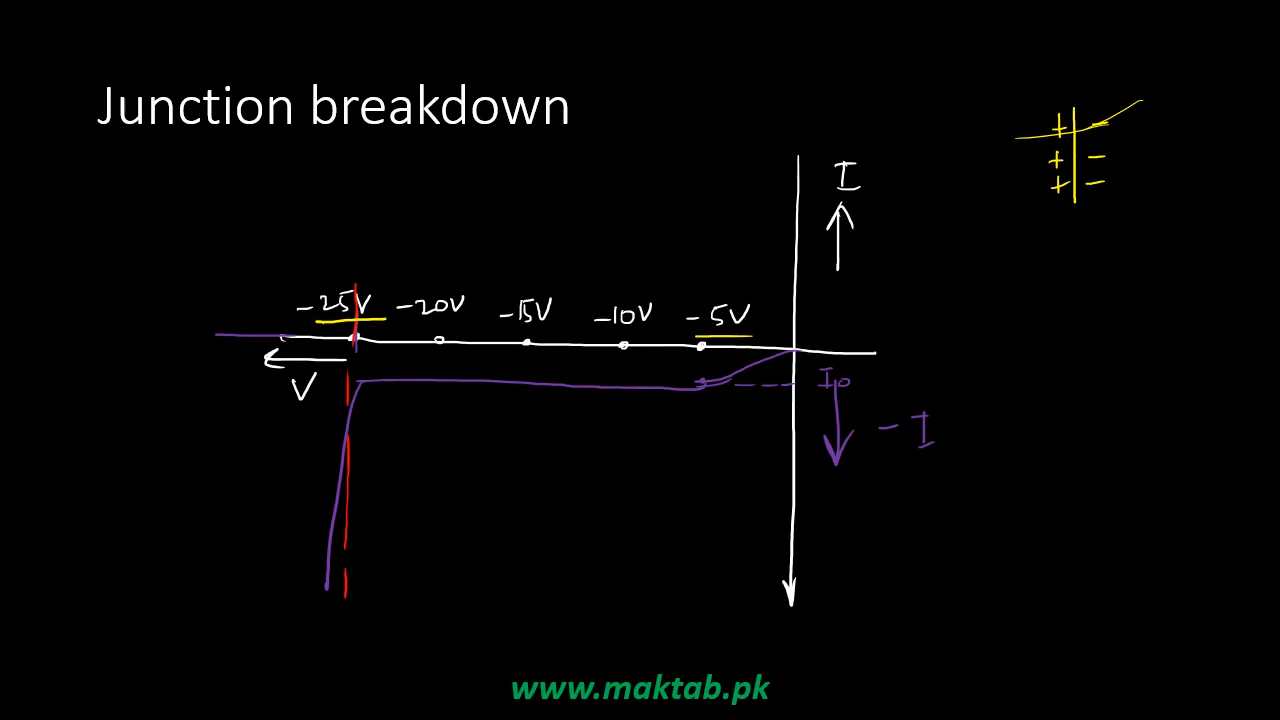 Junction breakdown
+ -
+ -
+ -
I
-25V -20V -15V -10V -5V
V
I0
-I
www.maktab.pk